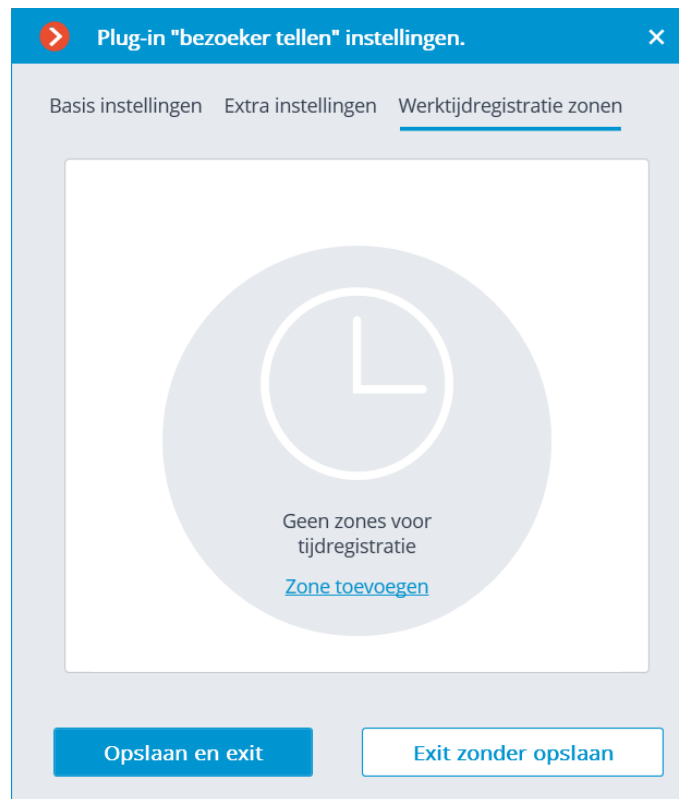 Plug-in "bezoeker tellen" instellingen.
Basis instellingen Extra instellingen Werktijdregistratie zonen
Geen zones voor
tijdregistratie
Zone toevoegen
Opslaan en exit Exit zonder opslaan